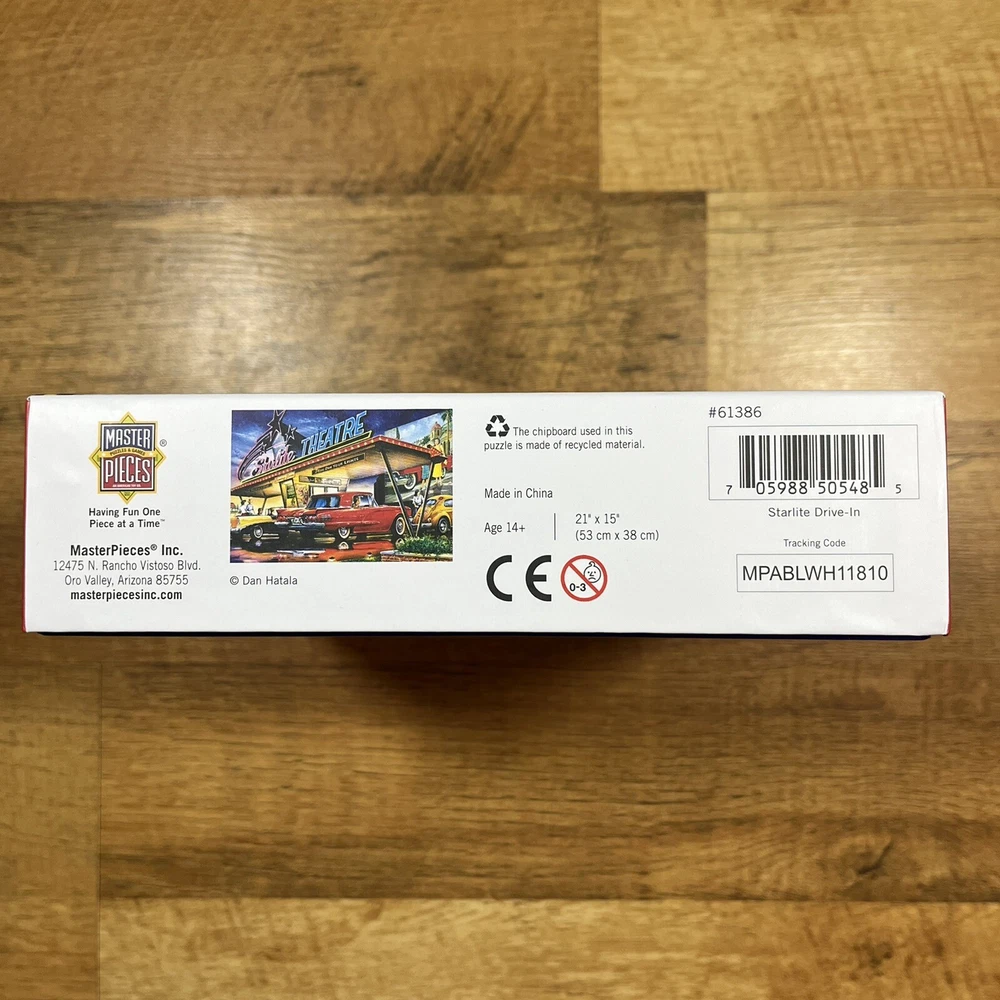 MASTER
PUZZLES & GAMES
PIECES
®
Having Fun One
Piece at a Time™
MasterPieces® Inc.
12475 N. Rancho Vistoso Blvd.
Oro Valley, Arizona 85755
masterpiecesinc.com
Starlite THEATRE
© Dan Hatala
The chipboard used in this
puzzle is made of recycled material.
Made in China
Age 14+
21" x 15"
(53 cm x 38 cm)
CE
0-3
#61386
7 05988 50548 5
Starlite Drive-In
Tracking Code
MPABLWH11810